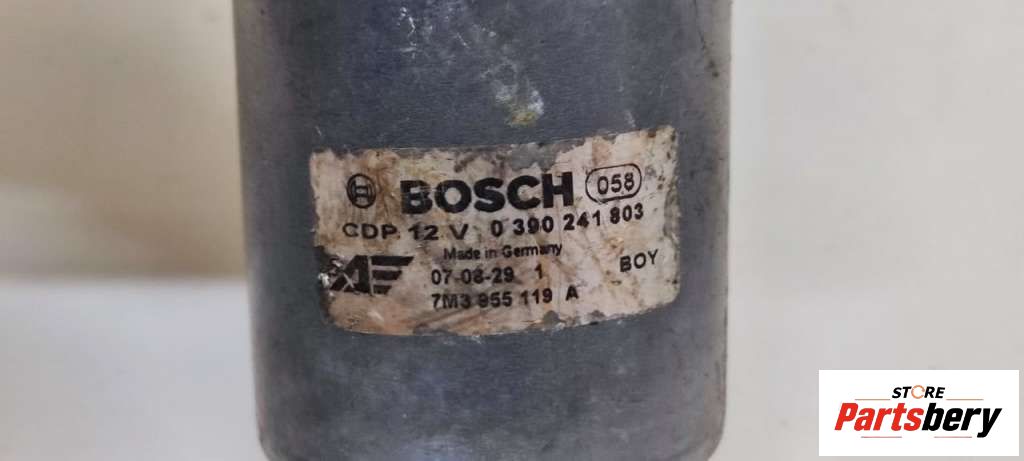 BOSCH 058
CDP 12 V 0 390 241 803
Made in Germany
07-08-29 1 BOY
7M3 955 119 A
STORE
Partsbery